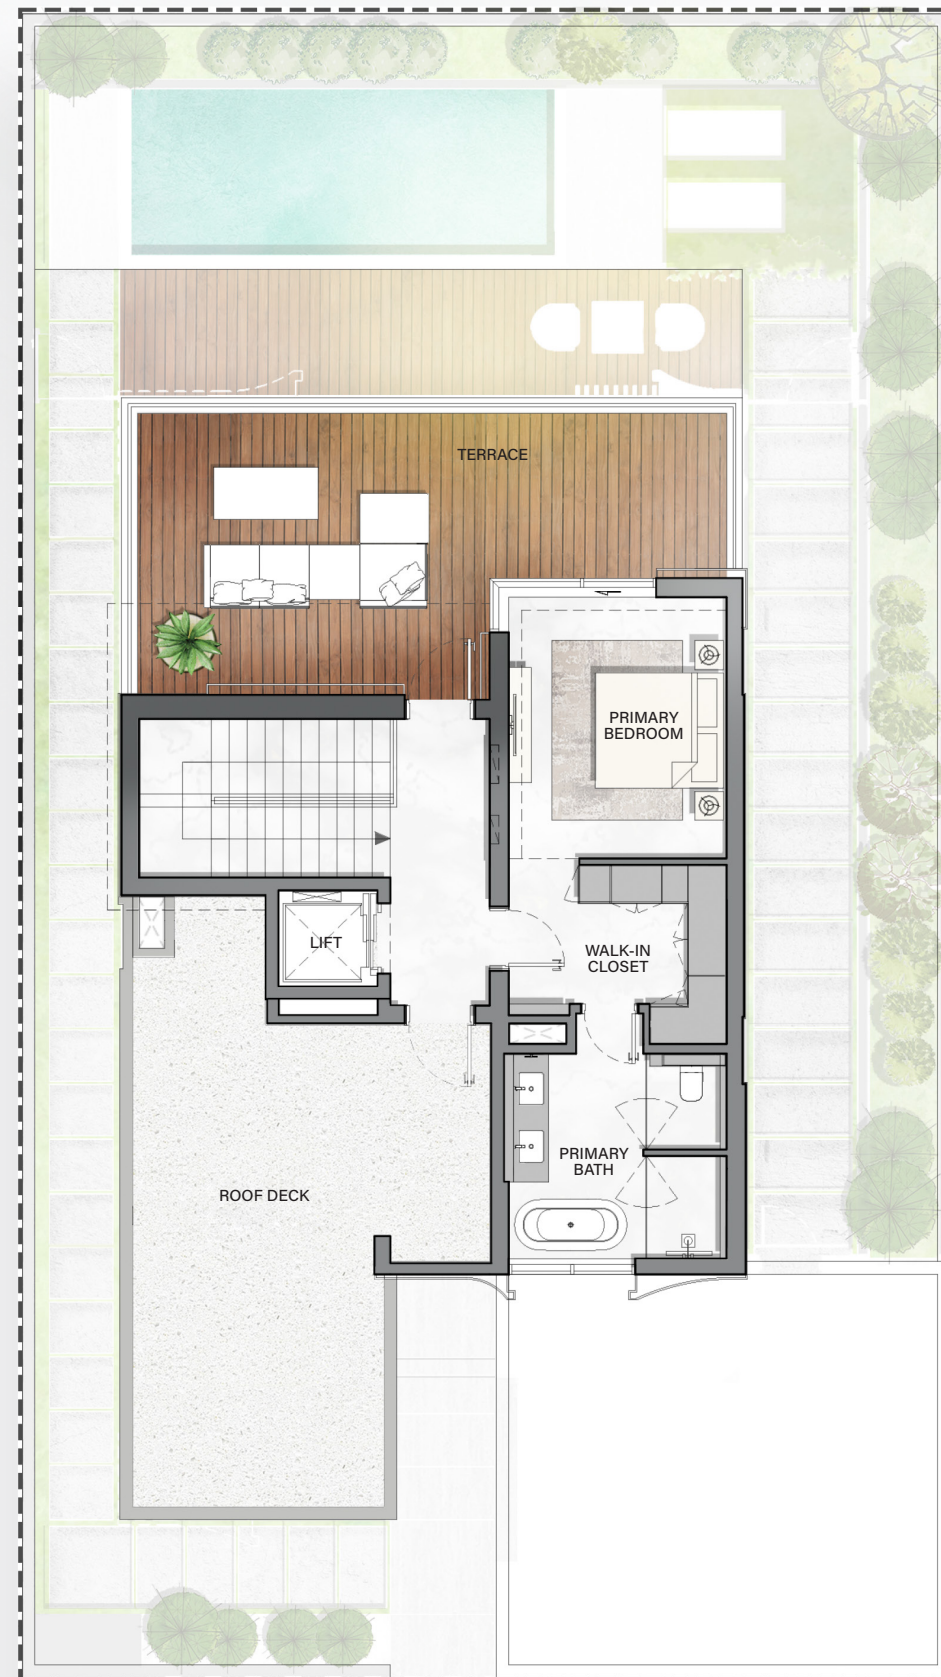 TERRACE
PRIMARY
BEDROOM
LIFT
WALK-IN
CLOSET
PRIMARY
BATH
ROOF DECK